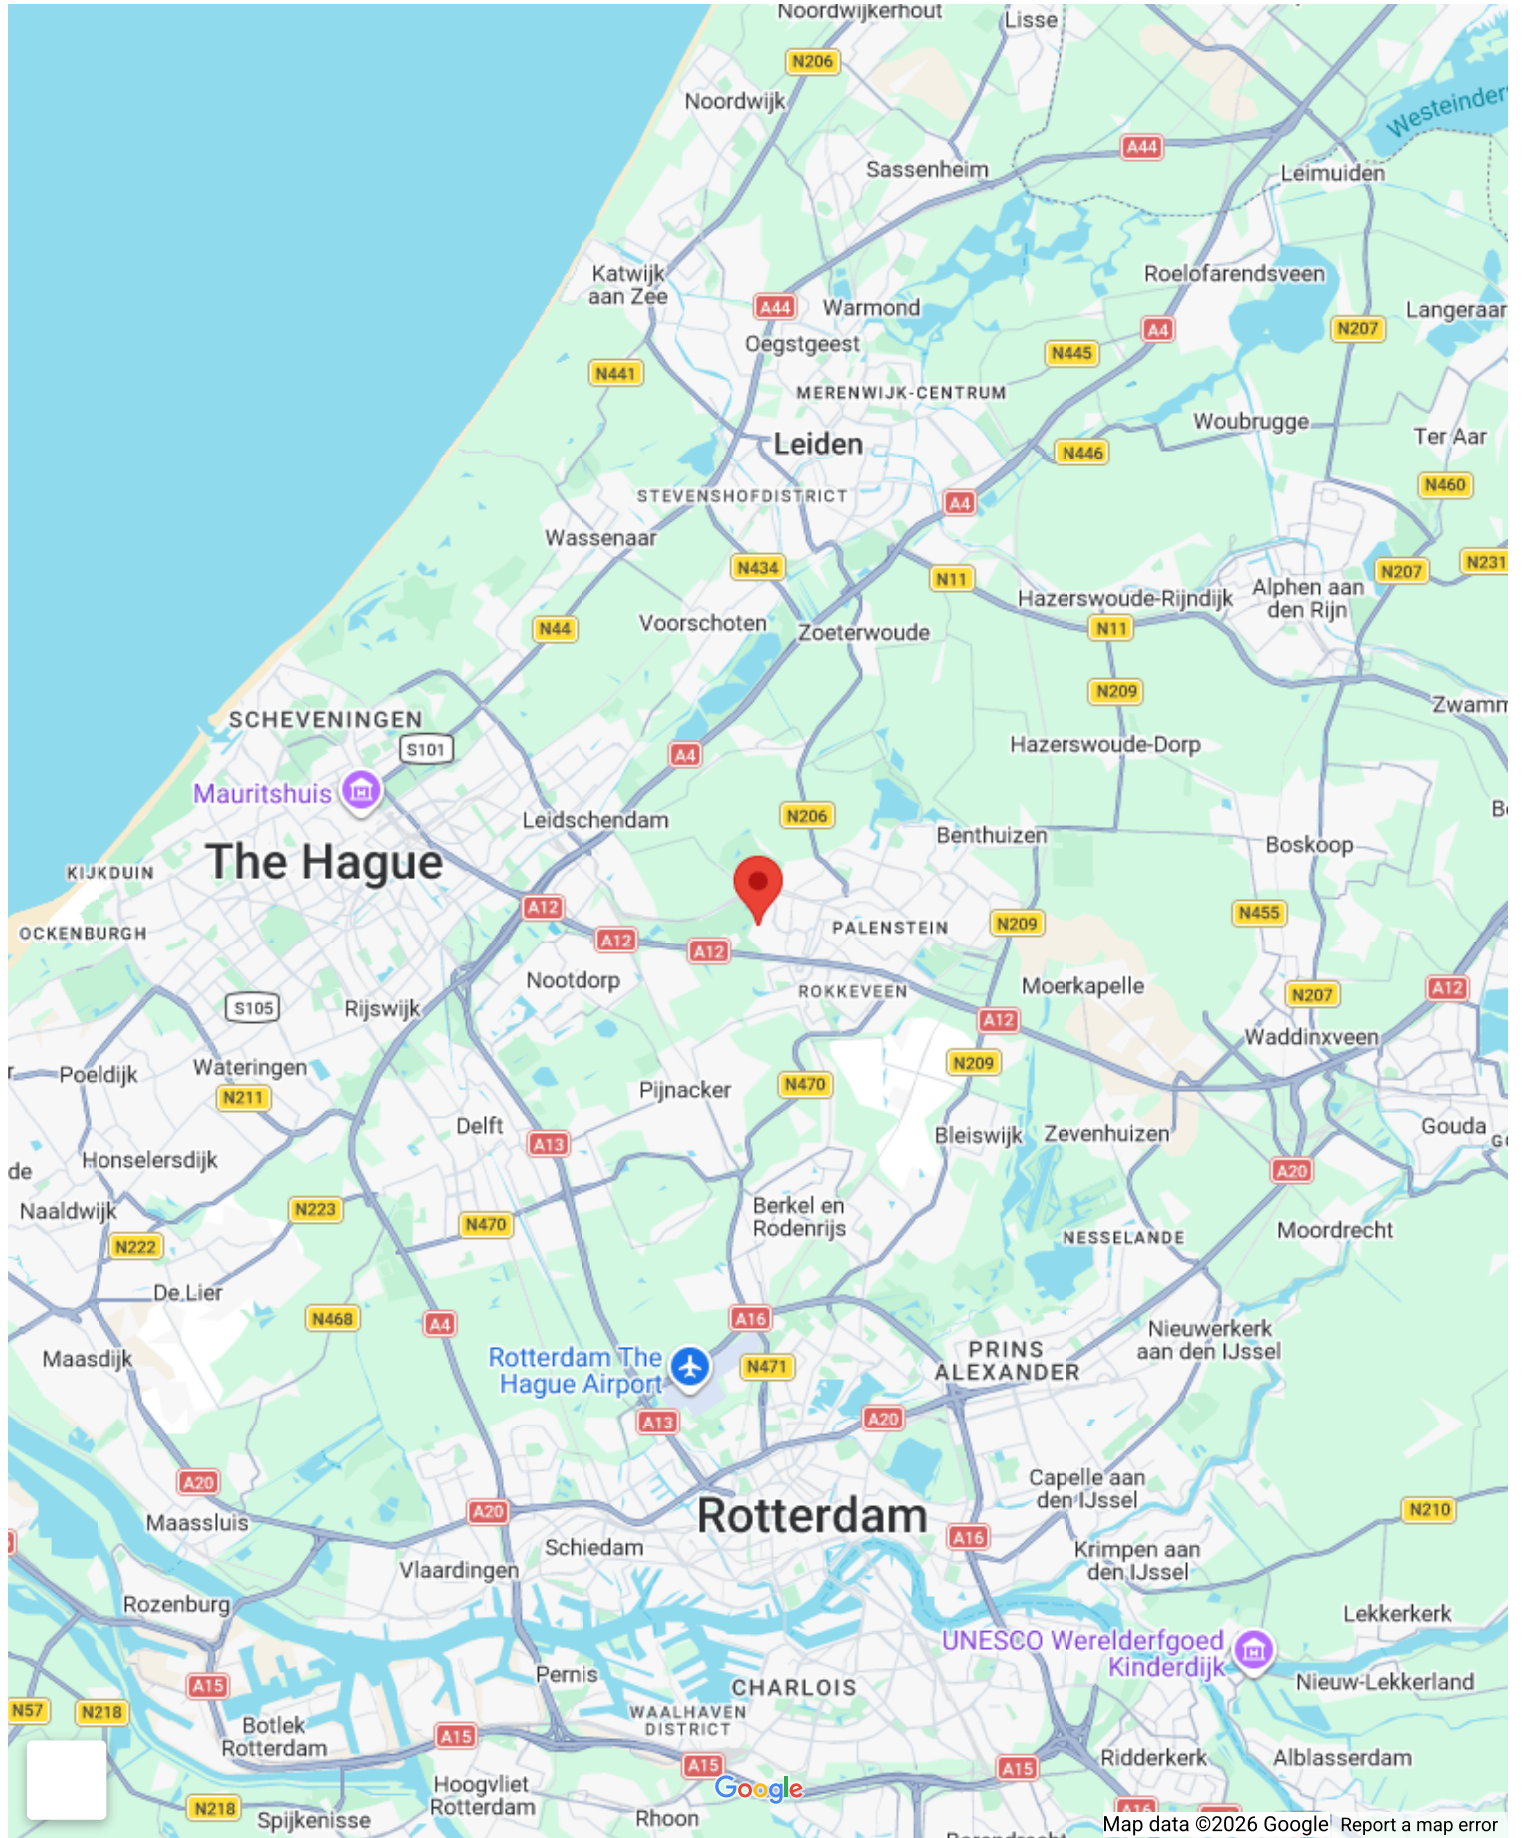 Noordwijkerhout
Lisse
N206
Noordwijk
Westeinder
A44
Sassenheim
Leimuiden
Katwijk
aan Zee
Roelofarendsveen
A44
Warmond
Langeraar
A4
N207
Oegstgeest
N445
N441
MERENWIJK-CENTRUM
Woubrugge
Leiden
Ter Aar
N446
N460
STEVENSHOFDISTRICT
A4
Wassenaar
N434
N11
N207
N231
Alphen aan
den Rijn
Hazerswoude-Rijndijk
N44
Voorschoten
Zoeterwoude
N11
N209
Zwamm
SCHEVENINGEN
S101
A4
Hazerswoude-Dorp
Mauritshuis
Leidschendam
N206
Benthuizen
Boskoop
The Hague
KIJKDUIN
A12
N455
OCKENBURGH
A12
A12
PALENSTEIN
N209
Nootdorp
ROKKEVEEN
Moerkapelle
A12
N207
S105
Rijswijk
A12
Waddinxveen
Poeldijk
Wateringen
N209
N211
Pijnacker
N470
Delft
A13
Bleiswijk
Zevenhuizen
Gouda
Honselersdijk
A20
de
Naaldwijk
N223
N470
Berkel en
Rodenrijs
Moordrecht
N222
NESSELANDE
De Lier
N468
A4
A16
Nieuwerkerk
aan den IJssel
Maasdijk
Rotterdam The
Hague Airport
N471
PRINS
ALEXANDER
A13
A20
A20
Capelle aan
den IJssel
A20
Rotterdam
N210
Maassluis
Schiedam
A16
Vlaardingen
Krimpen aan
den IJssel
Rozenburg
Lekkerkerk
UNESCO Werelderfgoed
Kinderdijk
Pernis
CHARLOIS
Nieuw-Lekkerland
A15
N57
N218
WAALHAVEN
DISTRICT
Botlek
Rotterdam
A15
A15
A15
Ridderkerk
Alblasserdam
Hoogvliet
Rotterdam
Google
N218
Spijkenisse
Rhoon
A16
Map data ©2026 Google
Report a map error